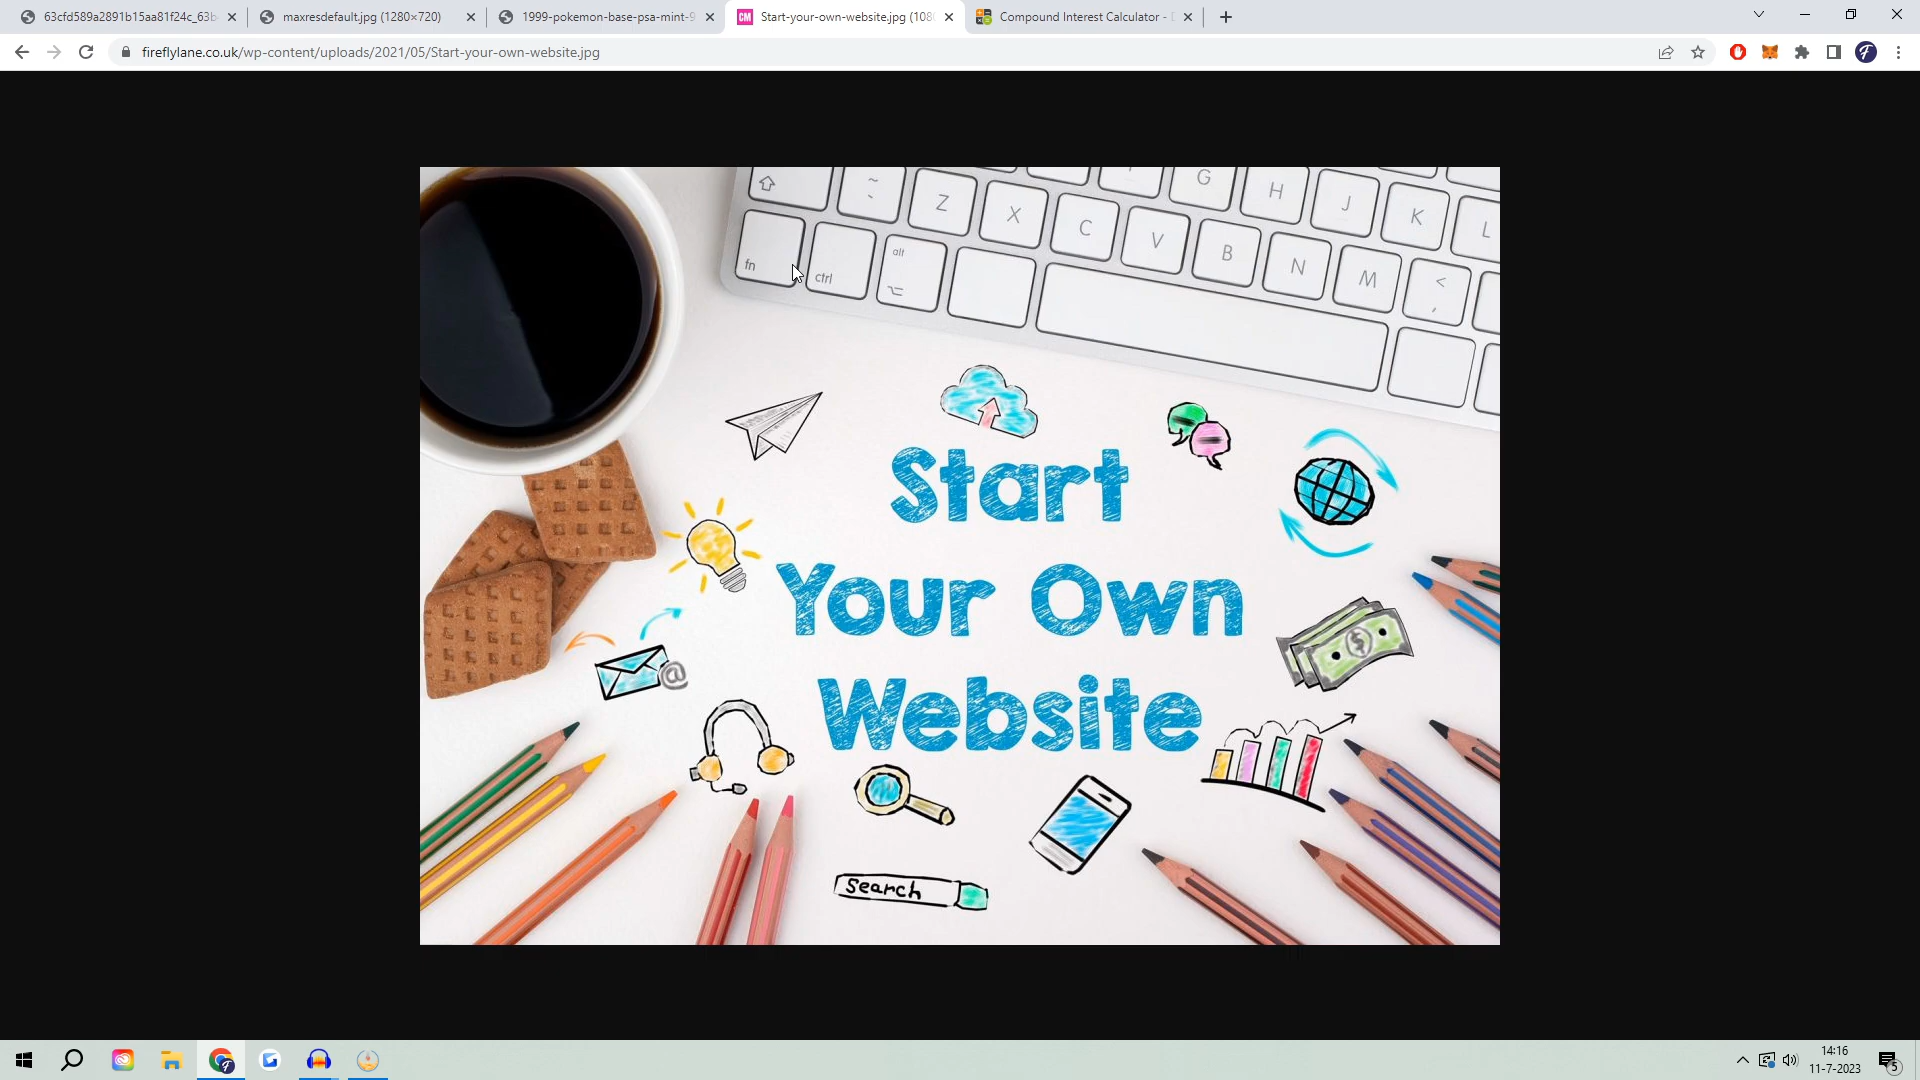 63cfd589a2891b15aa81f24c_63b
maxresdefault.jpg (1280×720)
1999-pokemon-base-psa-mint-9
CM
Start-your-own-website.jpg (108
Compound Interest Calculator -
fireflylane.co.uk/wp-content/uploads/2021/05/Start-your-own-website.jpg
G H J K L
~ Z X C V B N M < ,
fn ctrl alt
Start
Your Own
Website
@
$
Search
14:16
11-7-2023
5